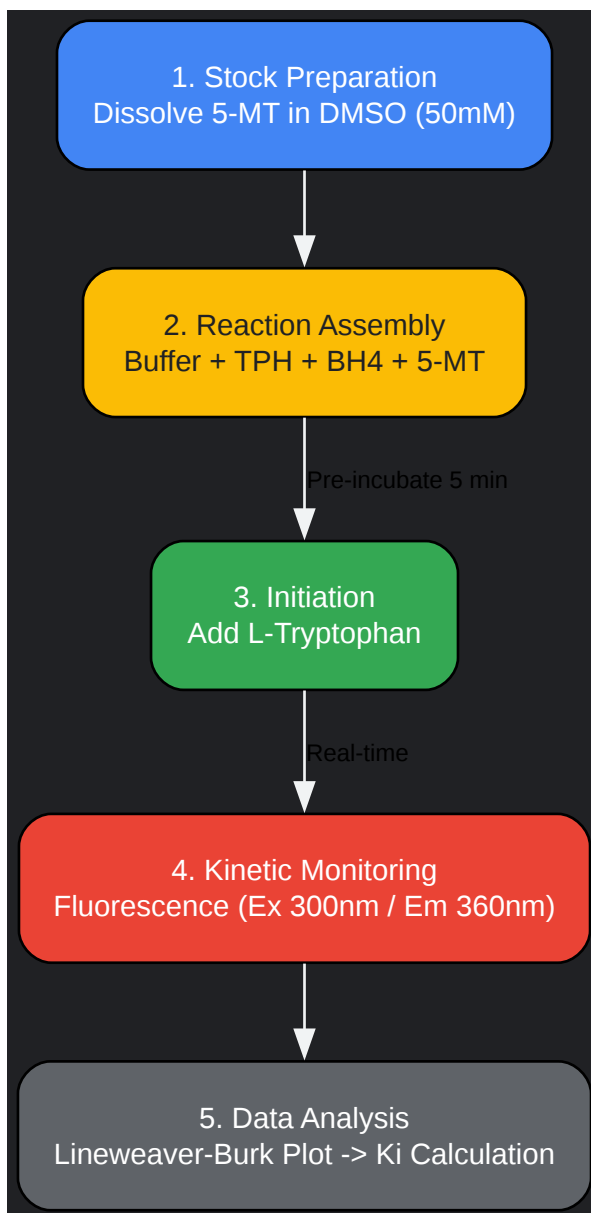 1. Stock Preparation
Dissolve 5-MT in DMSO (50mM)
2. Reaction Assembly
Buffer + TPH + BH4 + 5-MT
Pre-incubate 5 min
3. Initiation
Add L-Tryptophan
Real-time
4. Kinetic Monitoring
Fluorescence (Ex 300nm / Em 360nm)
5. Data Analysis
Lineweaver-Burk Plot -> Ki Calculation